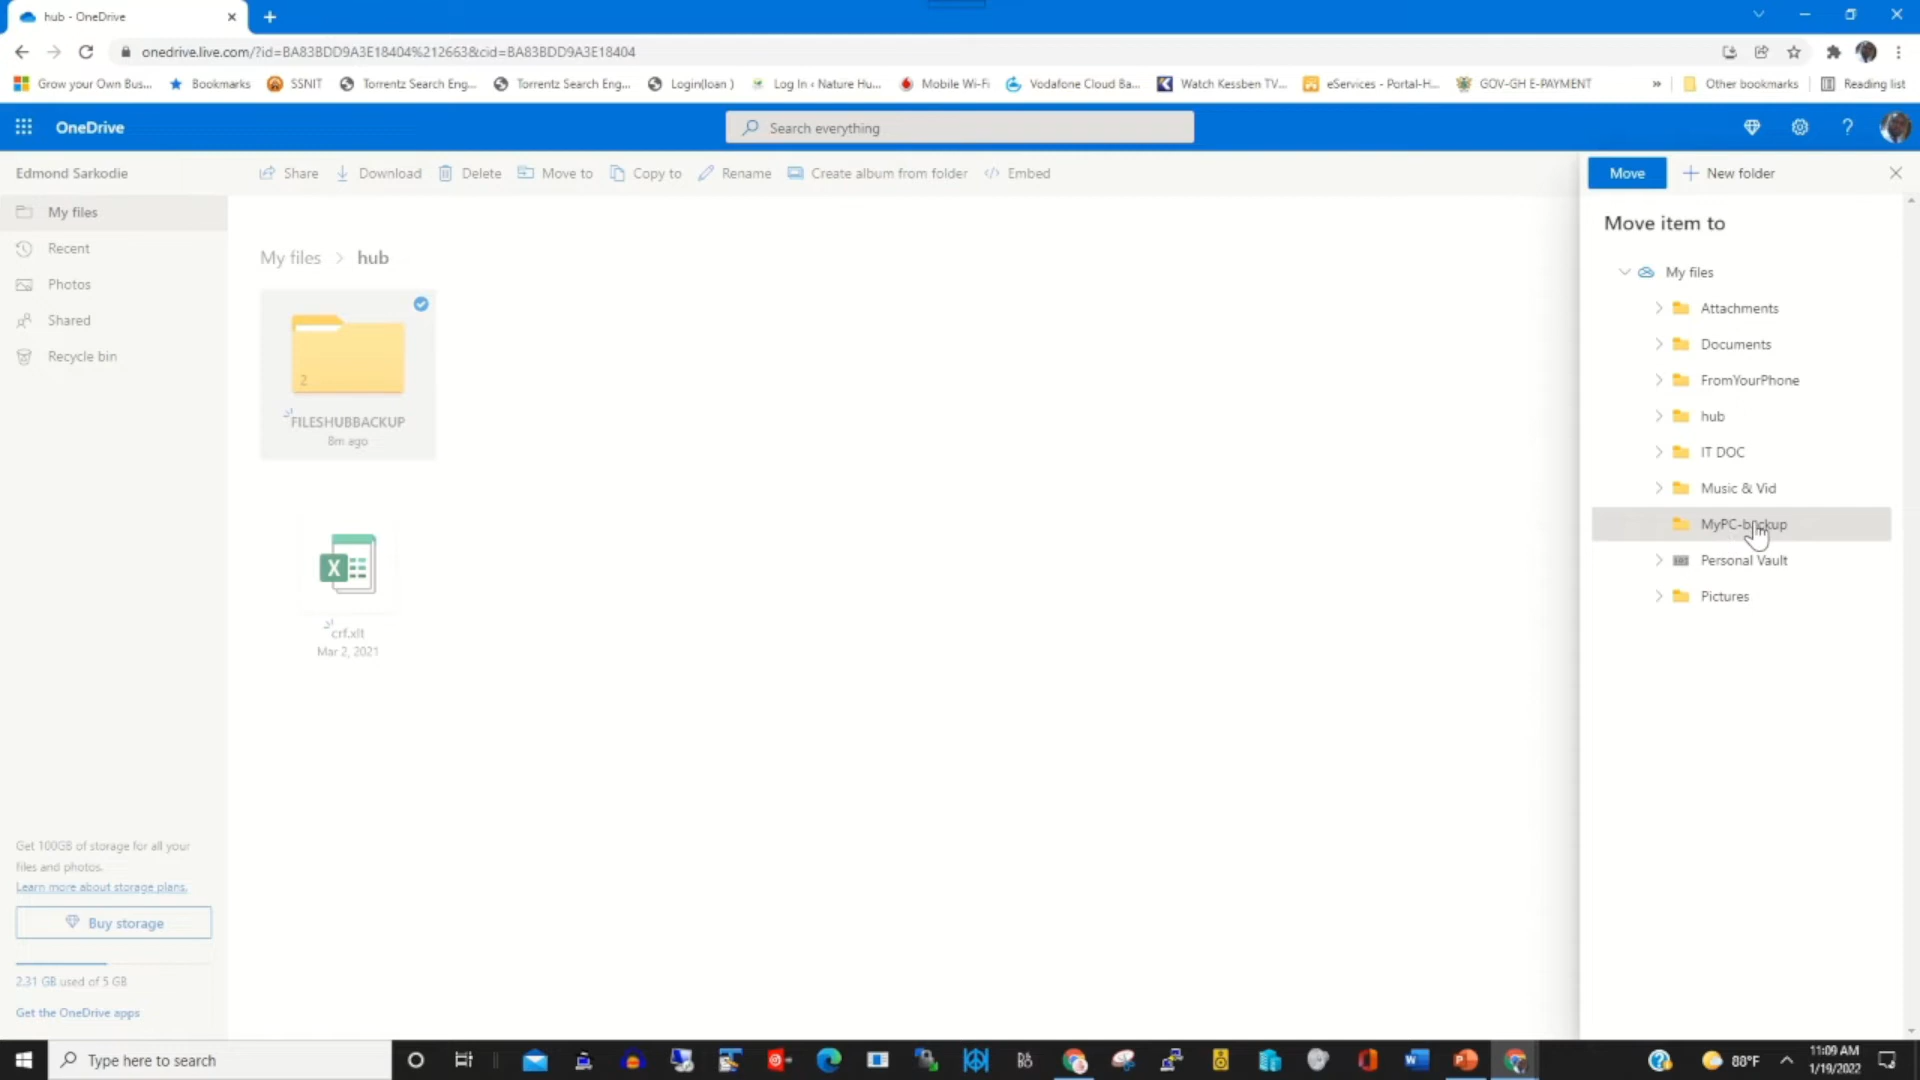 hub - OneDrive
onedrive.live.com/?id=BA83BDD9A3E18404%212663&cid=BA83BDD9A3E18404
Grow your Own Bus... Bookmarks SSNIT Torrentz Search Eng... Torrentz Search Eng... Login(loan ) Log In ‹ Nature Hu... Mobile Wi-Fi Vodafone Cloud Ba... Watch Kessben TV... eServices - Portal-H... GOV-GH E-PAYMENT » Other bookmarks Reading list
OneDrive Search everything ?
Edmond Sarkodie Share Download Delete Move to Copy to Rename Create album from folder Embed Move New folder
My files
Recent
Photos
Shared
Recycle bin
My files > hub
2
FILESHUBBACKUP
8m ago
crf.xlt
Mar 2, 2021
Move item to
My files
Attachments
Documents
FromYourPhone
hub
IT DOC
Music & Vid
MyPC-backup
Personal Vault
Pictures
Get 100GB of storage for all your
files and photos.
Learn more about storage plans.
Buy storage
2.31 GB used of 5 GB
Get the OneDrive apps
Type here to search
88°F
11:09 AM
1/19/2022